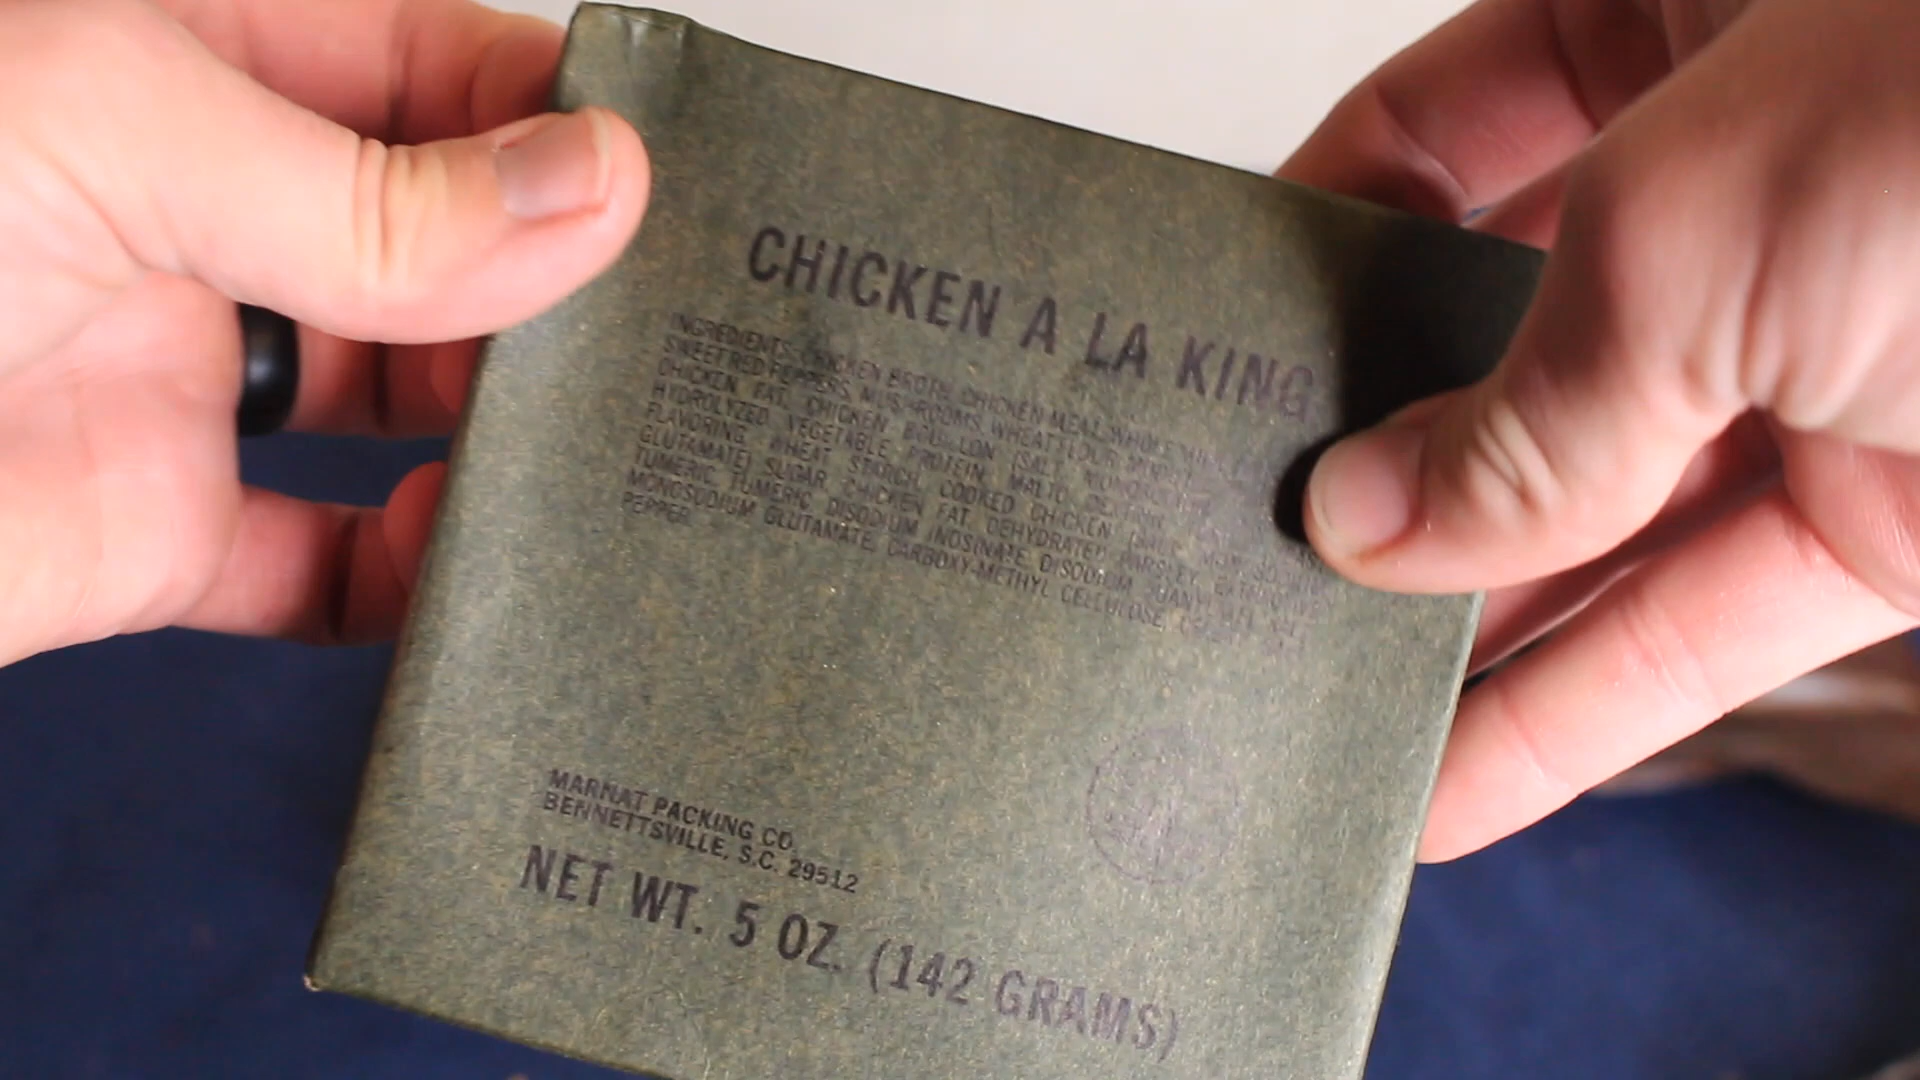 CHICKEN A LA KING
INGREDIENTS: CHICKEN BROTH, CHICKEN MEAT, WHOLE MILK,
SWEET RED PEPPERS, MUSHROOMS, WHEAT FLOUR,
CHICKEN FAT, CHICKEN BOUILLON (SALT,
HYDROLYZED VEGETABLE PROTEIN, MALTO DEXTRIN,
FLAVORING, WHEAT STARCH, COOKED CHICKEN,
GLUTAMATE) SUGAR, CHICKEN FAT, DEHYDRATED PARSLEY, EXTRACTIVES
TUMERIC, TUMERIC, DISODIUM INOSINATE, DISODIUM
MONOSODIUM GLUTAMATE, CARBOXY-METHYL CELLULOSE,
PEPPER
MARNAT PACKING CO.
BENNETTSVILLE, S.C. 29512
NET WT. 5 OZ. (142 GRAMS)